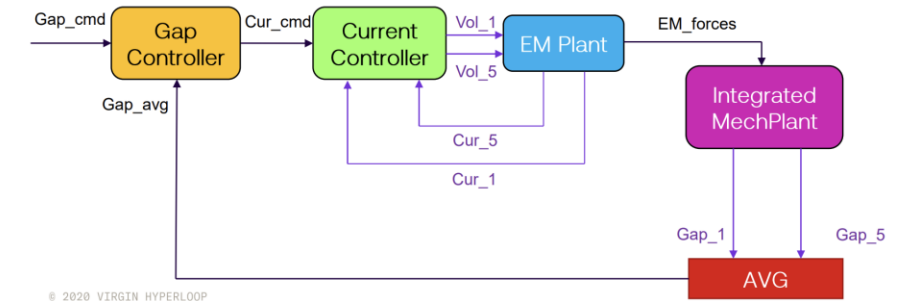 Gap_cmd
Gap
Controller
Cur_cmd
Current
Controller
Vol_1
Vol_5
EM Plant
EM_forces
Integrated
MechPlant
Gap_avg
Cur_5
Cur_1
Gap_1
Gap_5
AVG
© 2020 VIRGIN HYPERLOOP